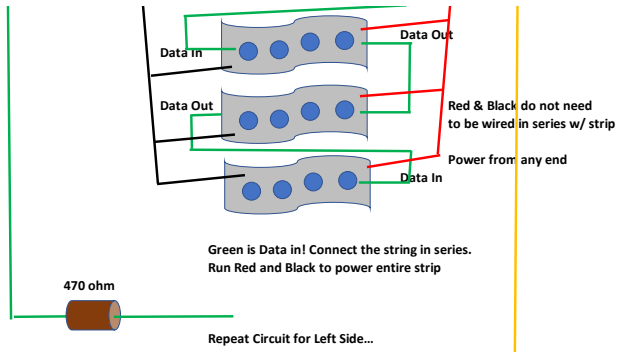 Data Out
Data In
Data Out
Red & Black do not need
to be wired in series w/ strip
Power from any end
Data In
Green is Data in! Connect the string in series.
Run Red and Black to power entire strip
470 ohm
Repeat Circuit for Left Side...